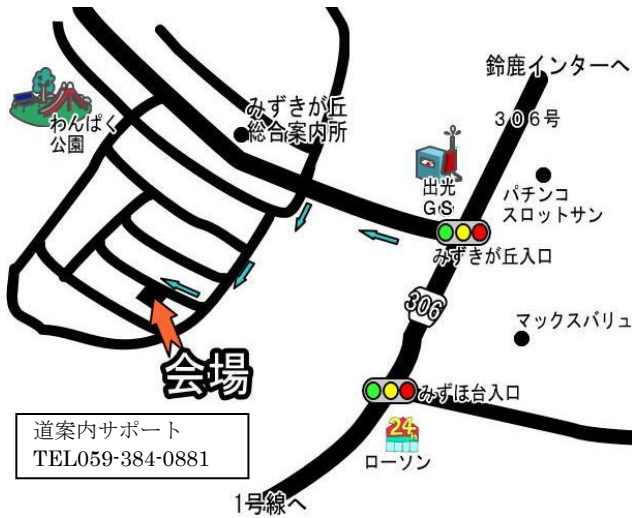 鈴鹿インターへ
306号
みずきが丘
総合案内所
わんぱく
公園
出光
GS
パチンコ
スロットサン
みずきが丘入口
306
マックスバリュ
会場
みずほ台入口
24h
ローソン
道案内サポート
TEL059-384-0881
1号線へ